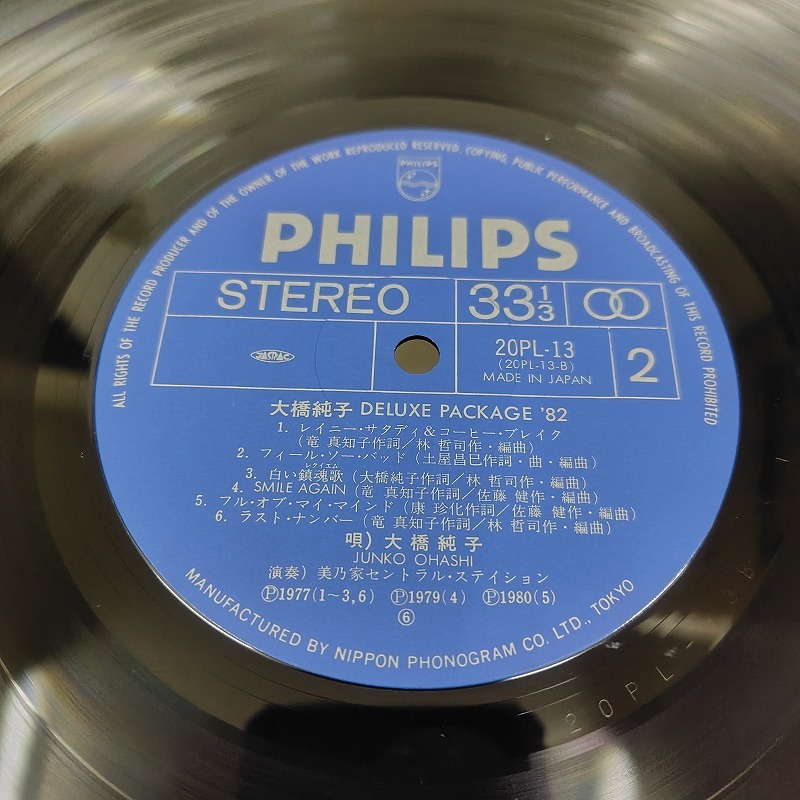 ALL RIGHTS OF THE RECORD PRODUCER AND OF THE OWNER OF THE WORK REPRODUCED RESERVED. COPYING, PUBLIC PERFORMANCE AND BROADCASTING OF THIS RECORD PROHIBITED
PHILIPS
PHILIPS
STEREO
33 1/3
JASRAC
20PL-13
(20PL-13-B)
MADE IN JAPAN
2
大橋純子 DELUXE PACKAGE '82
1. レイニー・サタディ&コーヒー・ブレイク
(竜 真知子作詞/林 哲司作・編曲)
2. フィール・ソー・バッド (土屋昌巳作詞・曲・編曲)
レクイエム
3. 白い鎮魂歌 (大橋純子作詞/林 哲司作・編曲)
4. SMILE AGAIN (竜 真知子作詞/佐藤 健作・編曲)
5. フル・オブ・マイ・マインド (康 珍化作詞/佐藤 健作・編曲)
6. ラスト・ナンバー (竜 真知子作詞/林 哲司作・編曲)
唄) 大橋純子
JUNKO OHASHI
演奏) 美乃家セントラル・ステイション
Ⓟ1977(1~3,6) Ⓟ1979(4) Ⓟ1980(5)
⑥
MANUFACTURED BY NIPPON PHONOGRAM CO. LTD., TOKYO